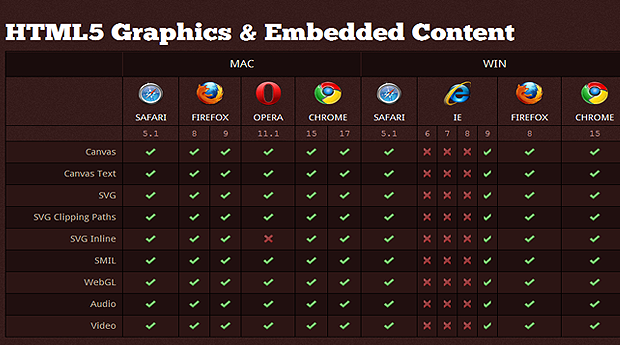 HTML5 Graphics & Embedded Content
MAC WIN
SAFARI FIREFOX OPERA CHROME SAFARI IE FIREFOX CHROME
5.1 8 9 11.1 15 17 5.1 6 7 8 9 8 15
Canvas
Canvas Text
SVG
SVG Clipping Paths
SVG Inline
SMIL
WebGL
Audio
Video